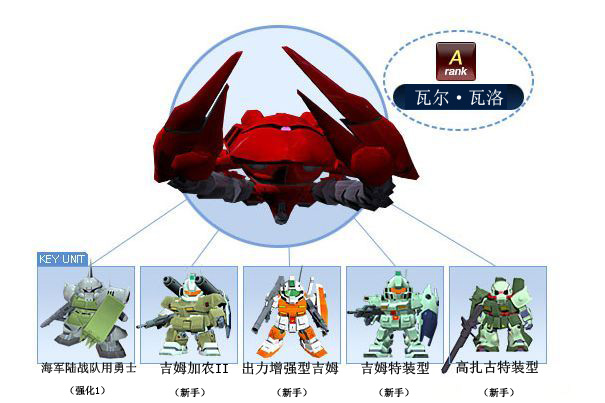 A
rank
瓦尔·瓦洛
KEY UNIT
海军陆战队用勇士
(强化1)
吉姆加农II
(新手)
出力增强型吉姆
(新手)
吉姆特装型
(新手)
高扎古特装型
(新手)